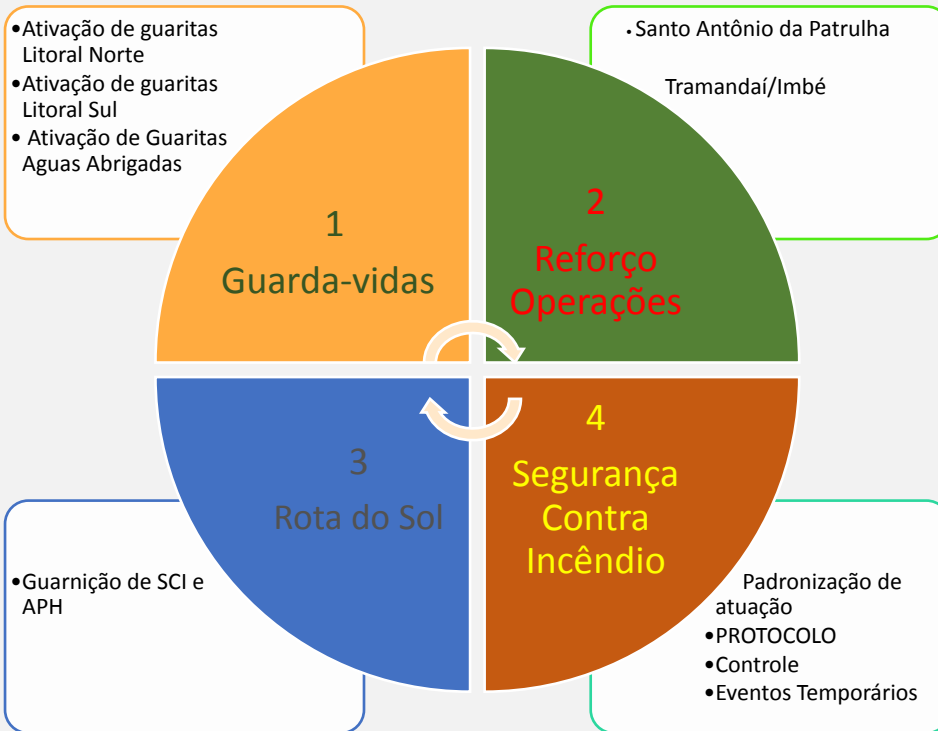 •Ativação de guaritas
Litoral Norte
•Ativação de guaritas
Litoral Sul
• Ativação de Guaritas
Aguas Abrigadas
1
Guarda-vidas
• Santo Antônio da Patrulha
Tramandaí/Imbé
2
Reforço
Operações
3
Rota do Sol
•Guarnição de SCI e
APH
4
Segurança
Contra
Incêndio
Padronização de
atuação
•PROTOCOLO
•Controle
•Eventos Temporários